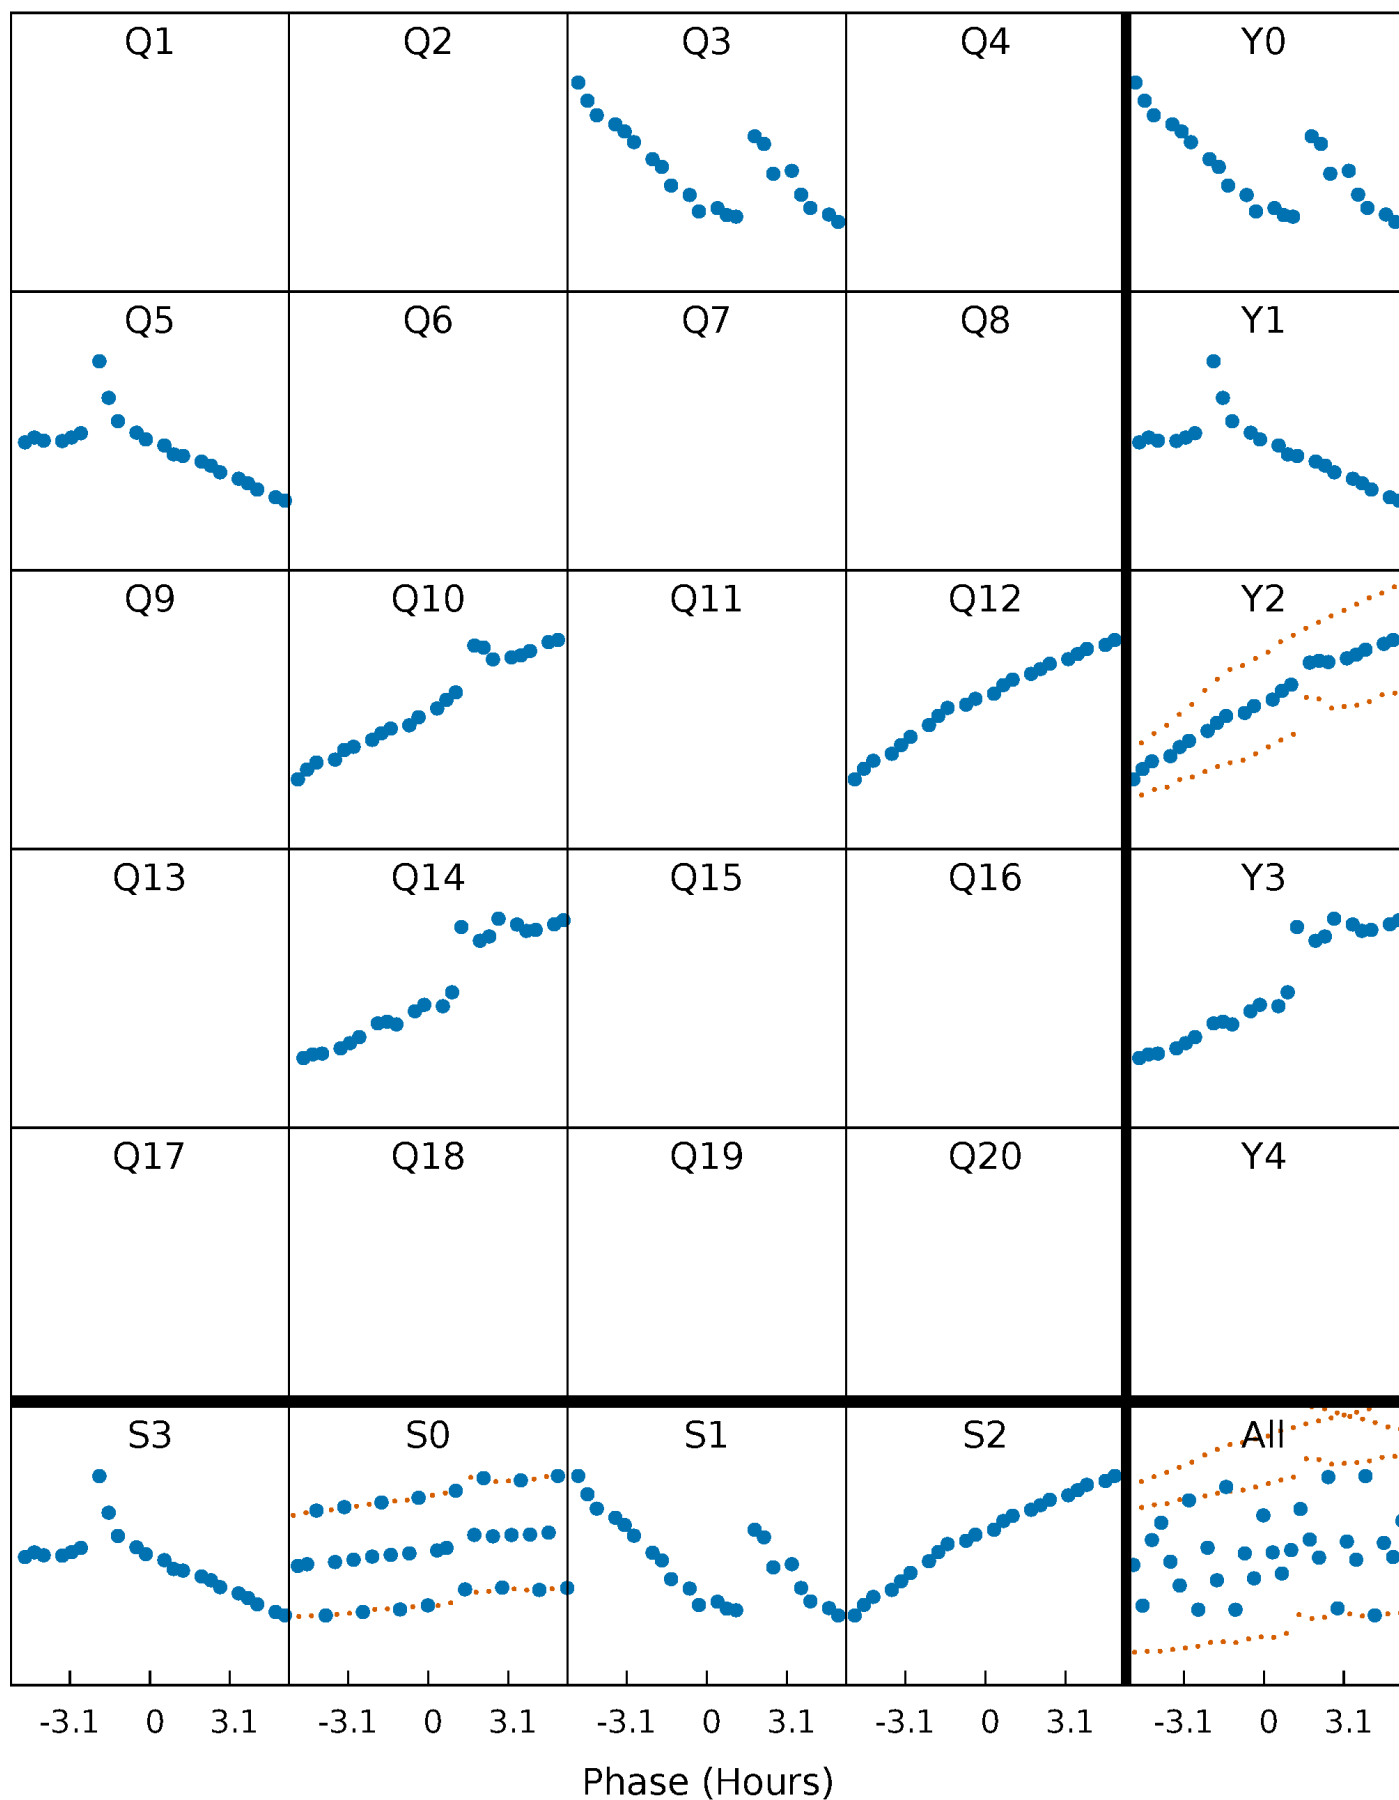 Q1 Q2 Q3 Q4 Y0
Q5 Q6 Q7 Q8 Y1
Q9 Q10 Q11 Q12 Y2
Q13 Q14 Q15 Q16 Y3
Q17 Q18 Q19 Q20 Y4
S3 S0 S1 S2 All
-3.1 0 3.1 -3.1 0 3.1 -3.1 0 3.1 -3.1 0 3.1 -3.1 0 3.1
Phase (Hours)